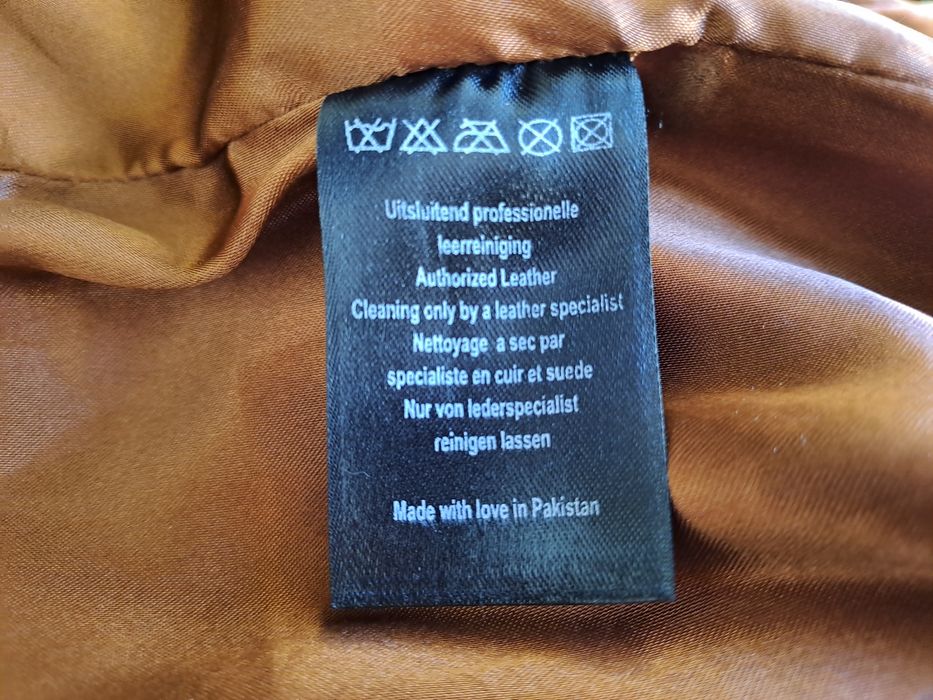 Uitsluitend professionelle
leerreiniging
Authorized Leather
Cleaning only by a leather specialist
Nettoyage a sec par
specialiste en cuir et suede
Nur von lederspecialist
reinigen lassen
Made with love in Pakistan